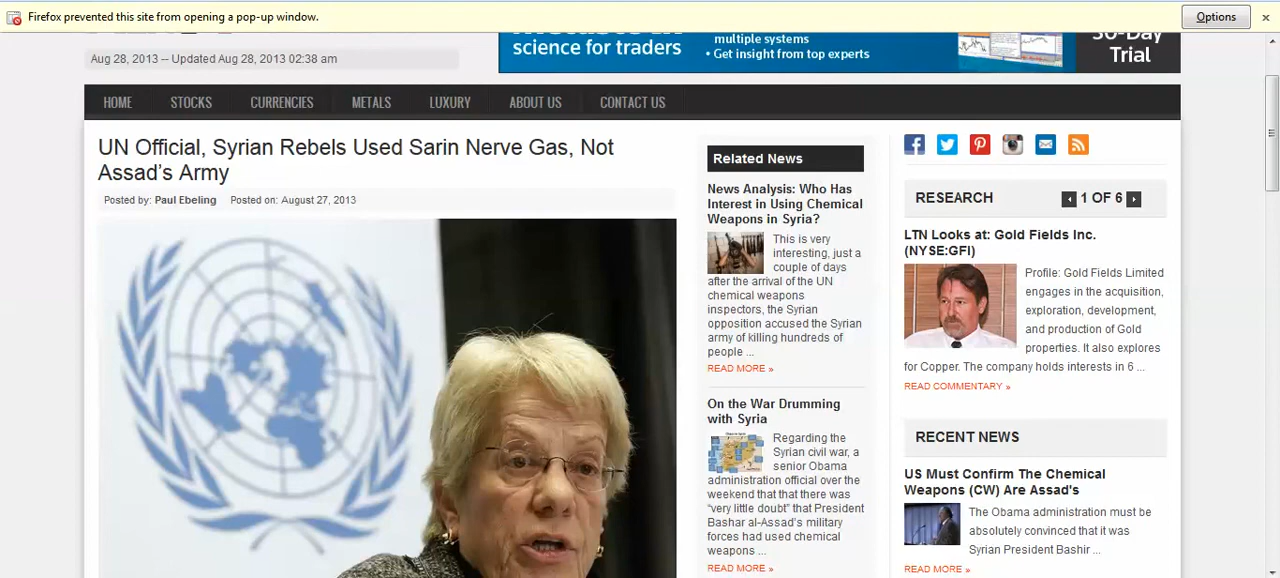 Firefox prevented this site from opening a pop-up window.
Options
science for traders
multiple systems
• Get insight from top experts
30-Day
Trial
Aug 28, 2013 -- Updated Aug 28, 2013 02:38 am
HOME STOCKS CURRENCIES METALS LUXURY ABOUT US CONTACT US
UN Official, Syrian Rebels Used Sarin Nerve Gas, Not
Assad's Army
Posted by: Paul Ebeling Posted on: August 27, 2013
Related News
News Analysis: Who Has
Interest in Using Chemical
Weapons in Syria?
This is very
interesting, just a
couple of days
after the arrival of the UN
chemical weapons
inspectors, the Syrian
opposition accused the Syrian
army of killing hundreds of
people ...
READ MORE »
On the War Drumming
with Syria
Regarding the
Syrian civil war, a
senior Obama
administration official over the
weekend that that there was
“very little doubt” that President
Bashar al-Assad's military
forces had used chemical
weapons ...
READ MORE »
RESEARCH
1 OF 6
LTN Looks at: Gold Fields Inc.
(NYSE:GFI)
Profile: Gold Fields Limited
engages in the acquisition,
exploration, development,
and production of Gold
properties. It also explores
for Copper. The company holds interests in 6 ...
READ COMMENTARY »
RECENT NEWS
US Must Confirm The Chemical
Weapons (CW) Are Assad's
The Obama administration must be
absolutely convinced that it was
Syrian President Bashir ...
READ MORE »